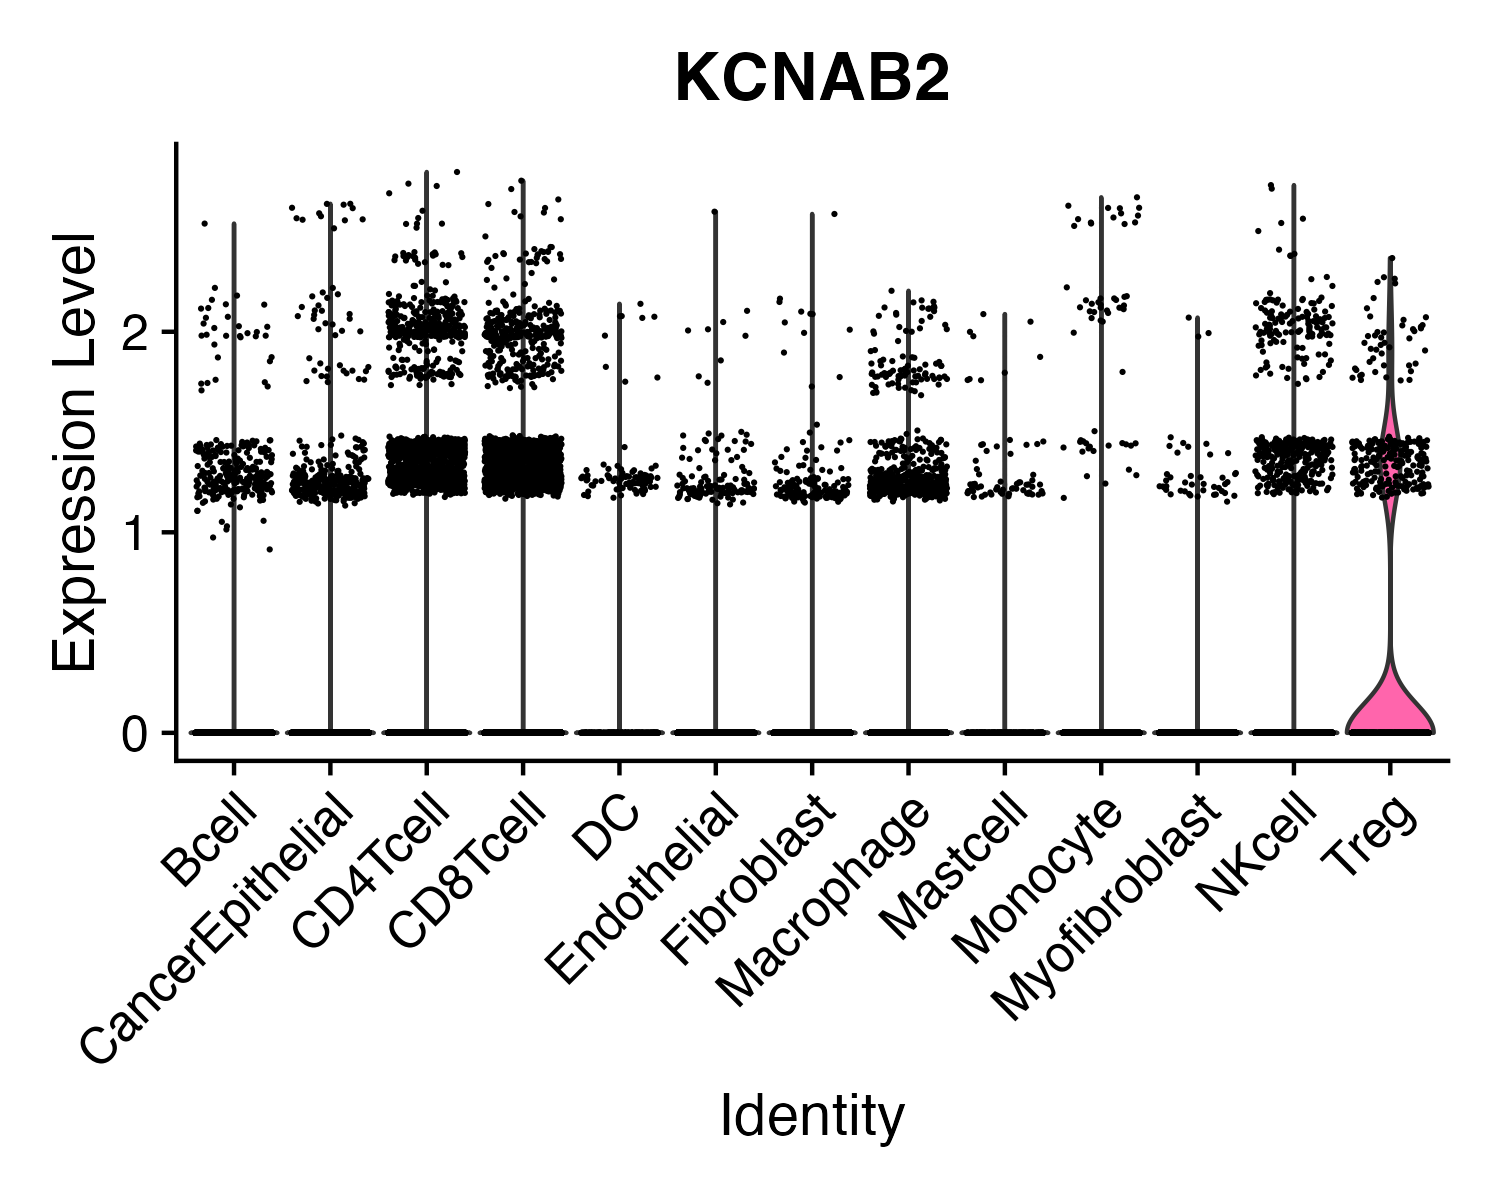 KCNAB2
Expression Level
2
1
0
Bcell
CancerEpithelial
CD4Tcell
CD8Tcell
DC
Endothelial
Fibroblast
Macrophage
Mastcell
Monocyte
Myofibroblast
NKcell
Treg
Identity